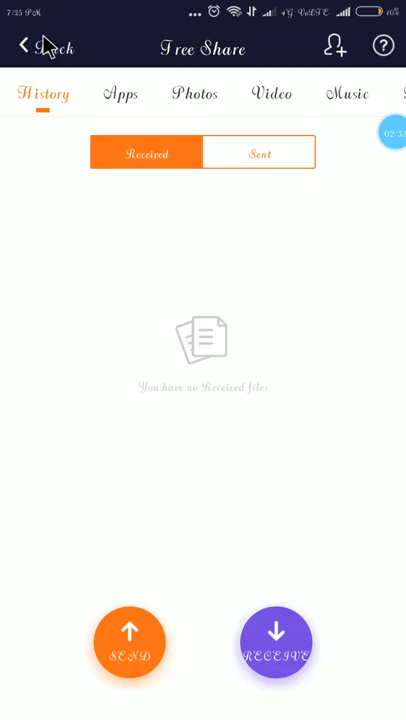 7:35 PM ... 4G VoLTE 10%
Back Free Share
History Apps Photos Video Music
02:53
Received Sent
You have no Received files
SEND RECEIVE